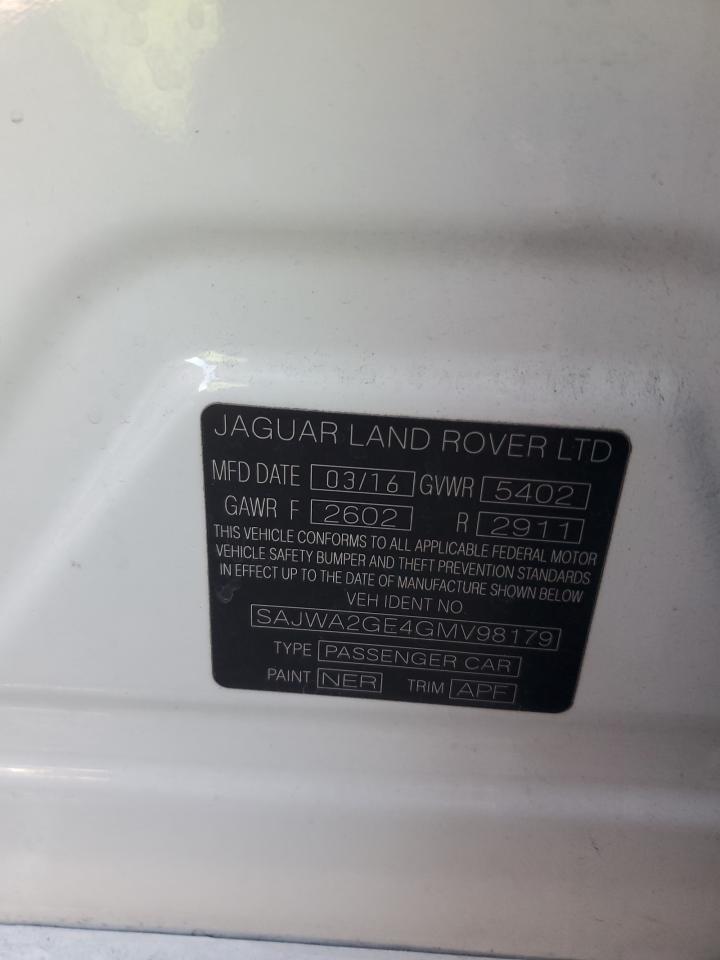 JAGUAR LAND ROVER LTD
MFD DATE 03/16 GVWR 5402
GAWR F 2602 R 2911
THIS VEHICLE CONFORMS TO ALL APPLICABLE FEDERAL MOTOR
VEHICLE SAFETY BUMPER AND THEFT PREVENTION STANDARDS
IN EFFECT UP TO THE DATE OF MANUFACTURE SHOWN BELOW
VEH IDENT NO.
SAJWA2GE4GMV98179
TYPE PASSENGER CAR
PAINT NER TRIM APF